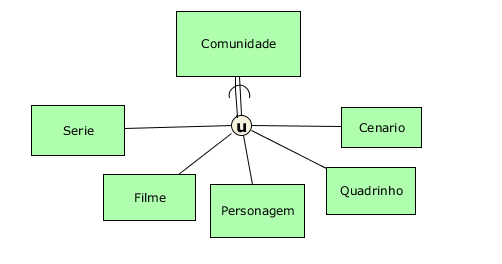 Comunidade
u
Serie
Cenario
Filme
Personagem
Quadrinho